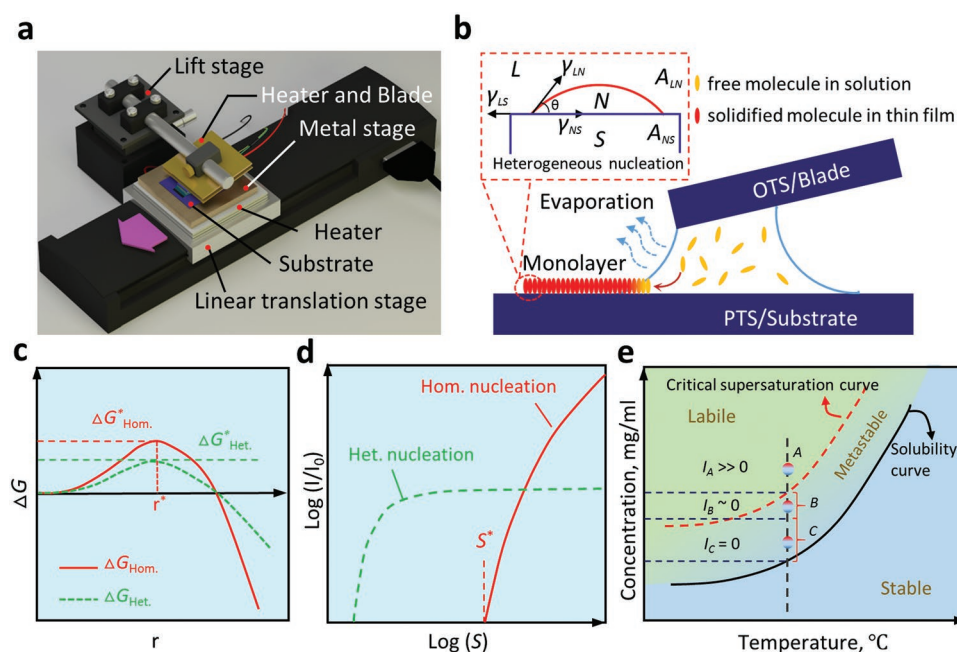 a
Lift stage
Heater and Blade
Metal stage
Heater
Substrate
Linear translation stage
b
L
γLN
ALN
γLS
θ
N
γNS
S
ANS
Heterogeneous nucleation
free molecule in solution
solidified molecule in thin film
OTS/Blade
Evaporation
Monolayer
PTS/Substrate
c
ΔG*Hom.
ΔG*Het.
r*
ΔG
ΔGHom.
ΔGHet.
r
d
Hom. nucleation
Het. nucleation
S*
Log (I/I0)
Log (S)
e
Critical supersaturation curve
Labile
Metastable
Solubility
curve
IA >> 0
A
IB ~ 0
B
IC = 0
C
Stable
Concentration, mg/ml
Temperature, °C